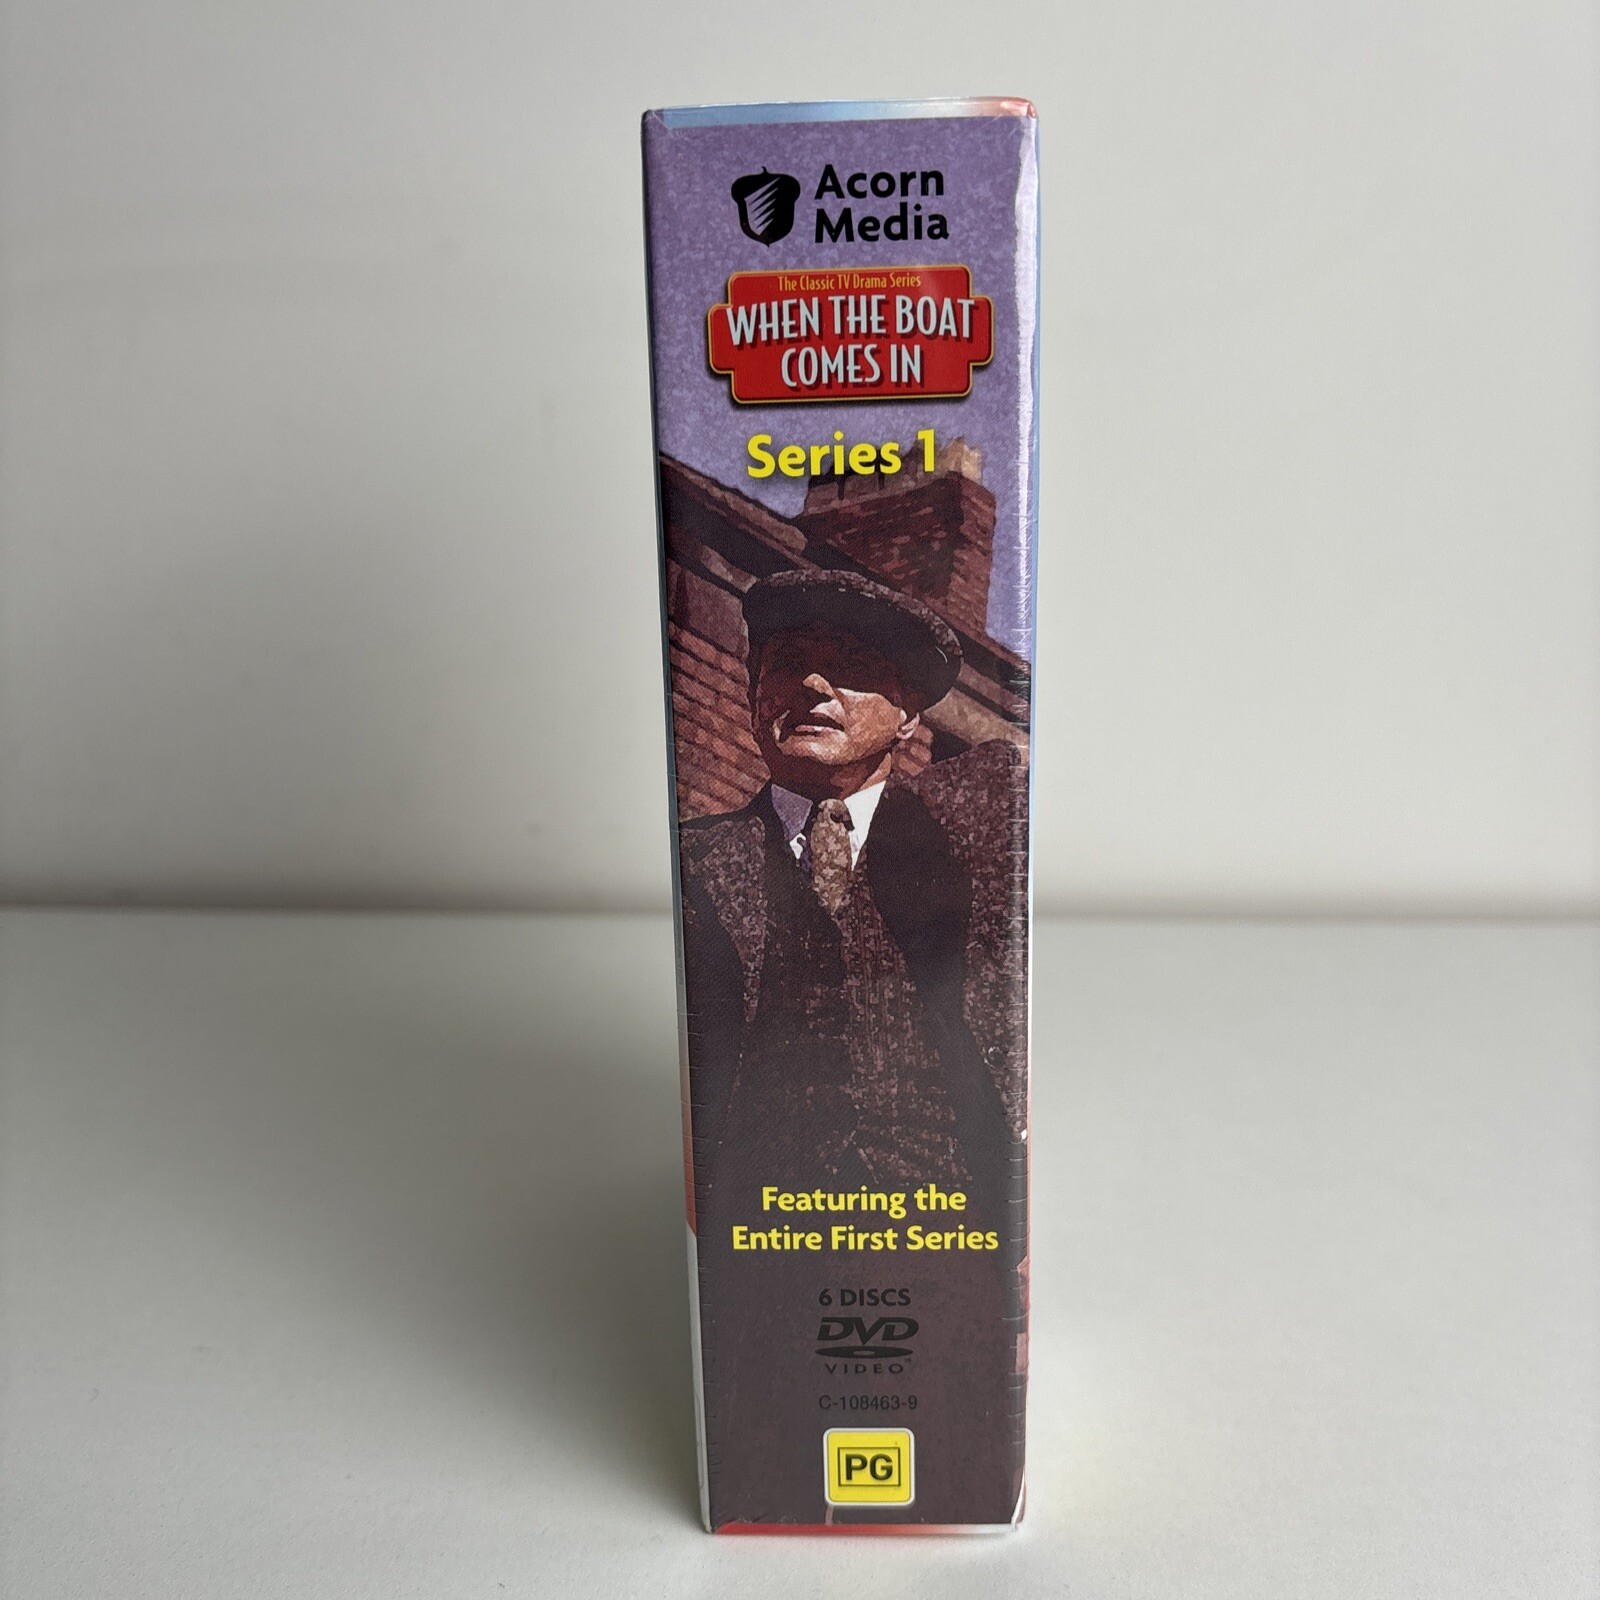 Acorn
Media
The Classic TV Drama Series
WHEN THE BOAT
COMES IN
Series 1
Featuring the
Entire First Series
6 DISCS
DVD
VIDEO™
C-108463-9
PG